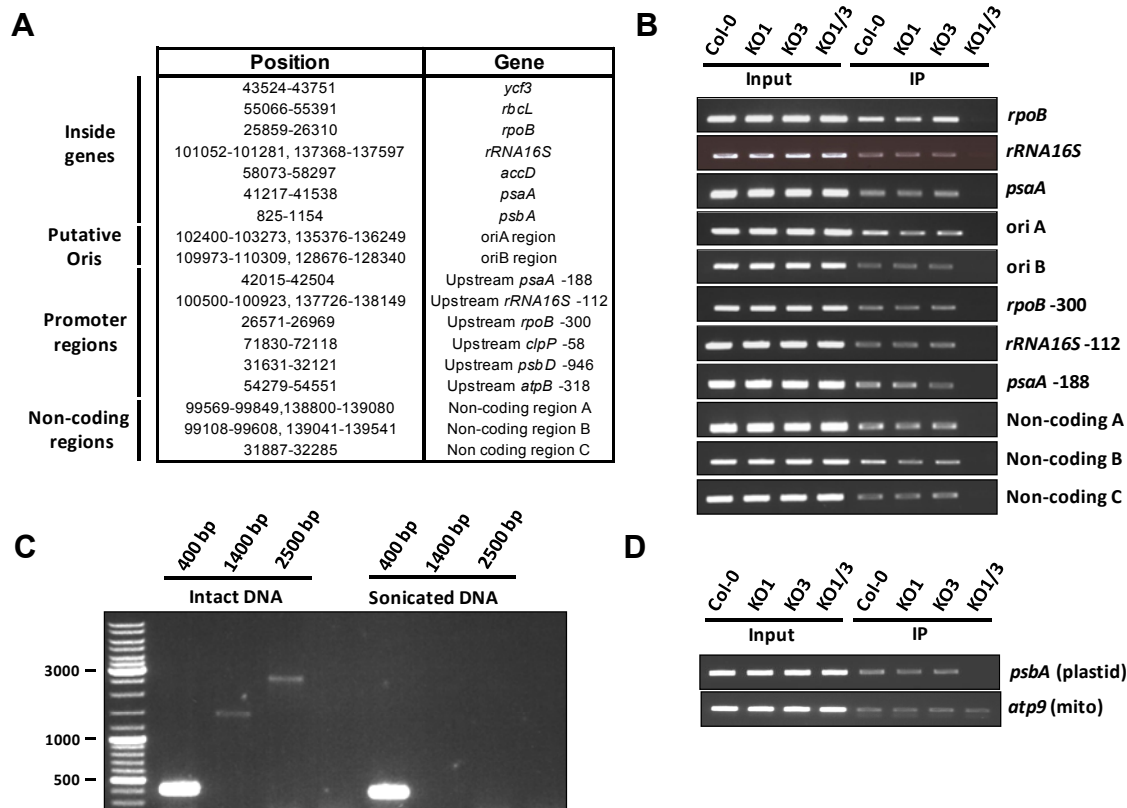 A
Position Gene
Inside genes
43524-43751 ycf3
55066-55391 rbcL
25859-26310 rpoB
101052-101281, 137368-137597 rRNA16S
58073-58297 accD
41217-41538 psaA
825-1154 psbA
Putative Oris
102400-103273, 135376-136249 oriA region
109973-110309, 128676-128340 oriB region
Promoter regions
42015-42504 Upstream psaA -188
100500-100923, 137726-138149 Upstream rRNA16S -112
26571-26969 Upstream rpoB -300
71830-72118 Upstream clpP -58
31631-32121 Upstream psbD -946
54279-54551 Upstream atpB -318
Non-coding regions
99569-99849,138800-139080 Non-coding region A
99108-99608, 139041-139541 Non-coding region B
31887-32285 Non coding region C
B
Col-0 KO1 KO3 KO1/3 Col-0 KO1 KO3 KO1/3
Input IP
rpoB
rRNA16S
psaA
ori A
ori B
rpoB -300
rRNA16S -112
psaA -188
Non-coding A
Non-coding B
Non-coding C
C
400 bp 1400 bp 2500 bp 400 bp 1400 bp 2500 bp
Intact DNA Sonicated DNA
3000
1000
500
D
Col-0 KO1 KO3 KO1/3 Col-0 KO1 KO3 KO1/3
Input IP
psbA (plastid)
atp9 (mito)